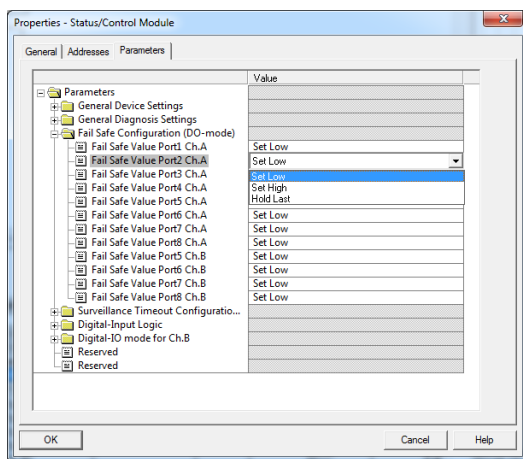 Properties - Status/Control Module
General Addresses Parameters
Value
Parameters
General Device Settings
General Diagnosis Settings
Fail Safe Configuration (DO-mode)
Fail Safe Value Port1 Ch.A Set Low
Fail Safe Value Port2 Ch.A Set Low
Fail Safe Value Port3 Ch.A Set Low
Fail Safe Value Port4 Ch.A Set High
Fail Safe Value Port5 Ch.A Hold Last
Fail Safe Value Port6 Ch.A Set Low
Fail Safe Value Port7 Ch.A Set Low
Fail Safe Value Port8 Ch.A Set Low
Fail Safe Value Port5 Ch.B Set Low
Fail Safe Value Port6 Ch.B Set Low
Fail Safe Value Port7 Ch.B Set Low
Fail Safe Value Port8 Ch.B Set Low
Surveillance Timeout Configuratio...
Digital-Input Logic
Digital-IO mode for Ch.B
Reserved
Reserved
OK Cancel Help